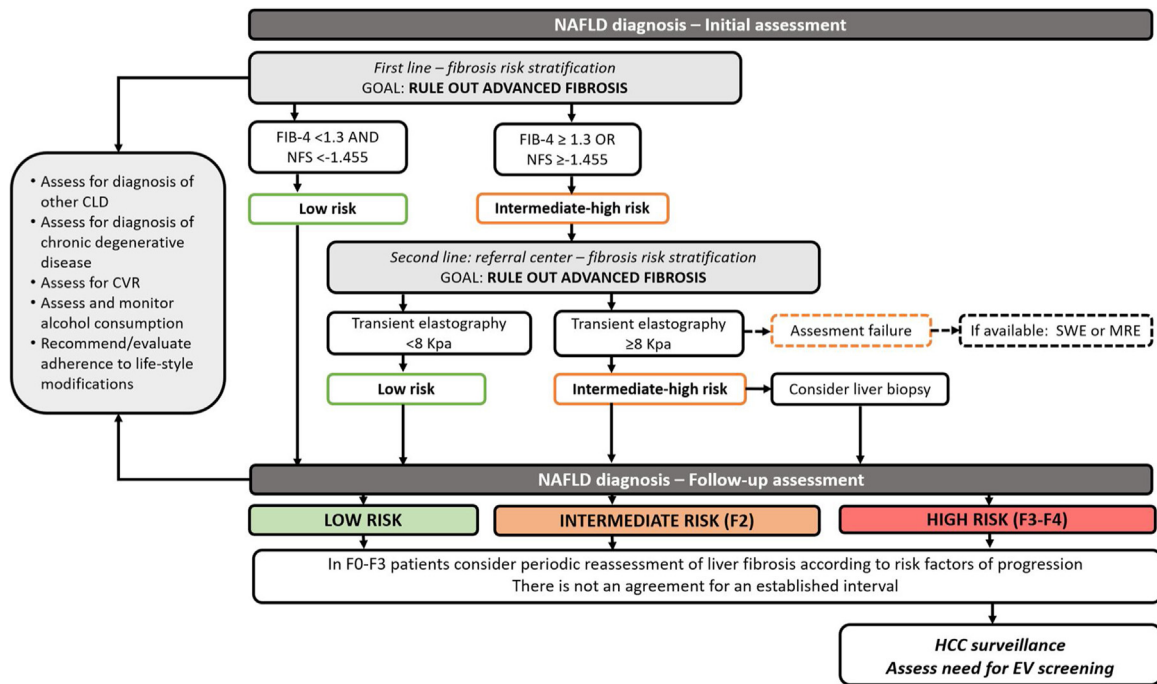 NAFLD diagnosis – Initial assessment
First line – fibrosis risk stratification
GOAL: RULE OUT ADVANCED FIBROSIS
FIB-4 <1.3 AND
NFS <-1.455
FIB-4 ≥ 1.3 OR
NFS ≥-1.455
Low risk
Intermediate-high risk
• Assess for diagnosis of
other CLD
• Assess for diagnosis of
chronic degenerative
disease
• Assess for CVR
• Assess and monitor
alcohol consumption
• Recommend/evaluate
adherence to life-style
modifications
Second line: referral center – fibrosis risk stratification
GOAL: RULE OUT ADVANCED FIBROSIS
Transient elastography
<8 Kpa
Transient elastography
≥8 Kpa
Assesment failure
If available: SWE or MRE
Low risk
Intermediate-high risk
Consider liver biopsy
NAFLD diagnosis – Follow-up assessment
LOW RISK
INTERMEDIATE RISK (F2)
HIGH RISK (F3-F4)
In F0-F3 patients consider periodic reassessment of liver fibrosis according to risk factors of progression
There is not an agreement for an established interval
HCC surveillance
Assess need for EV screening